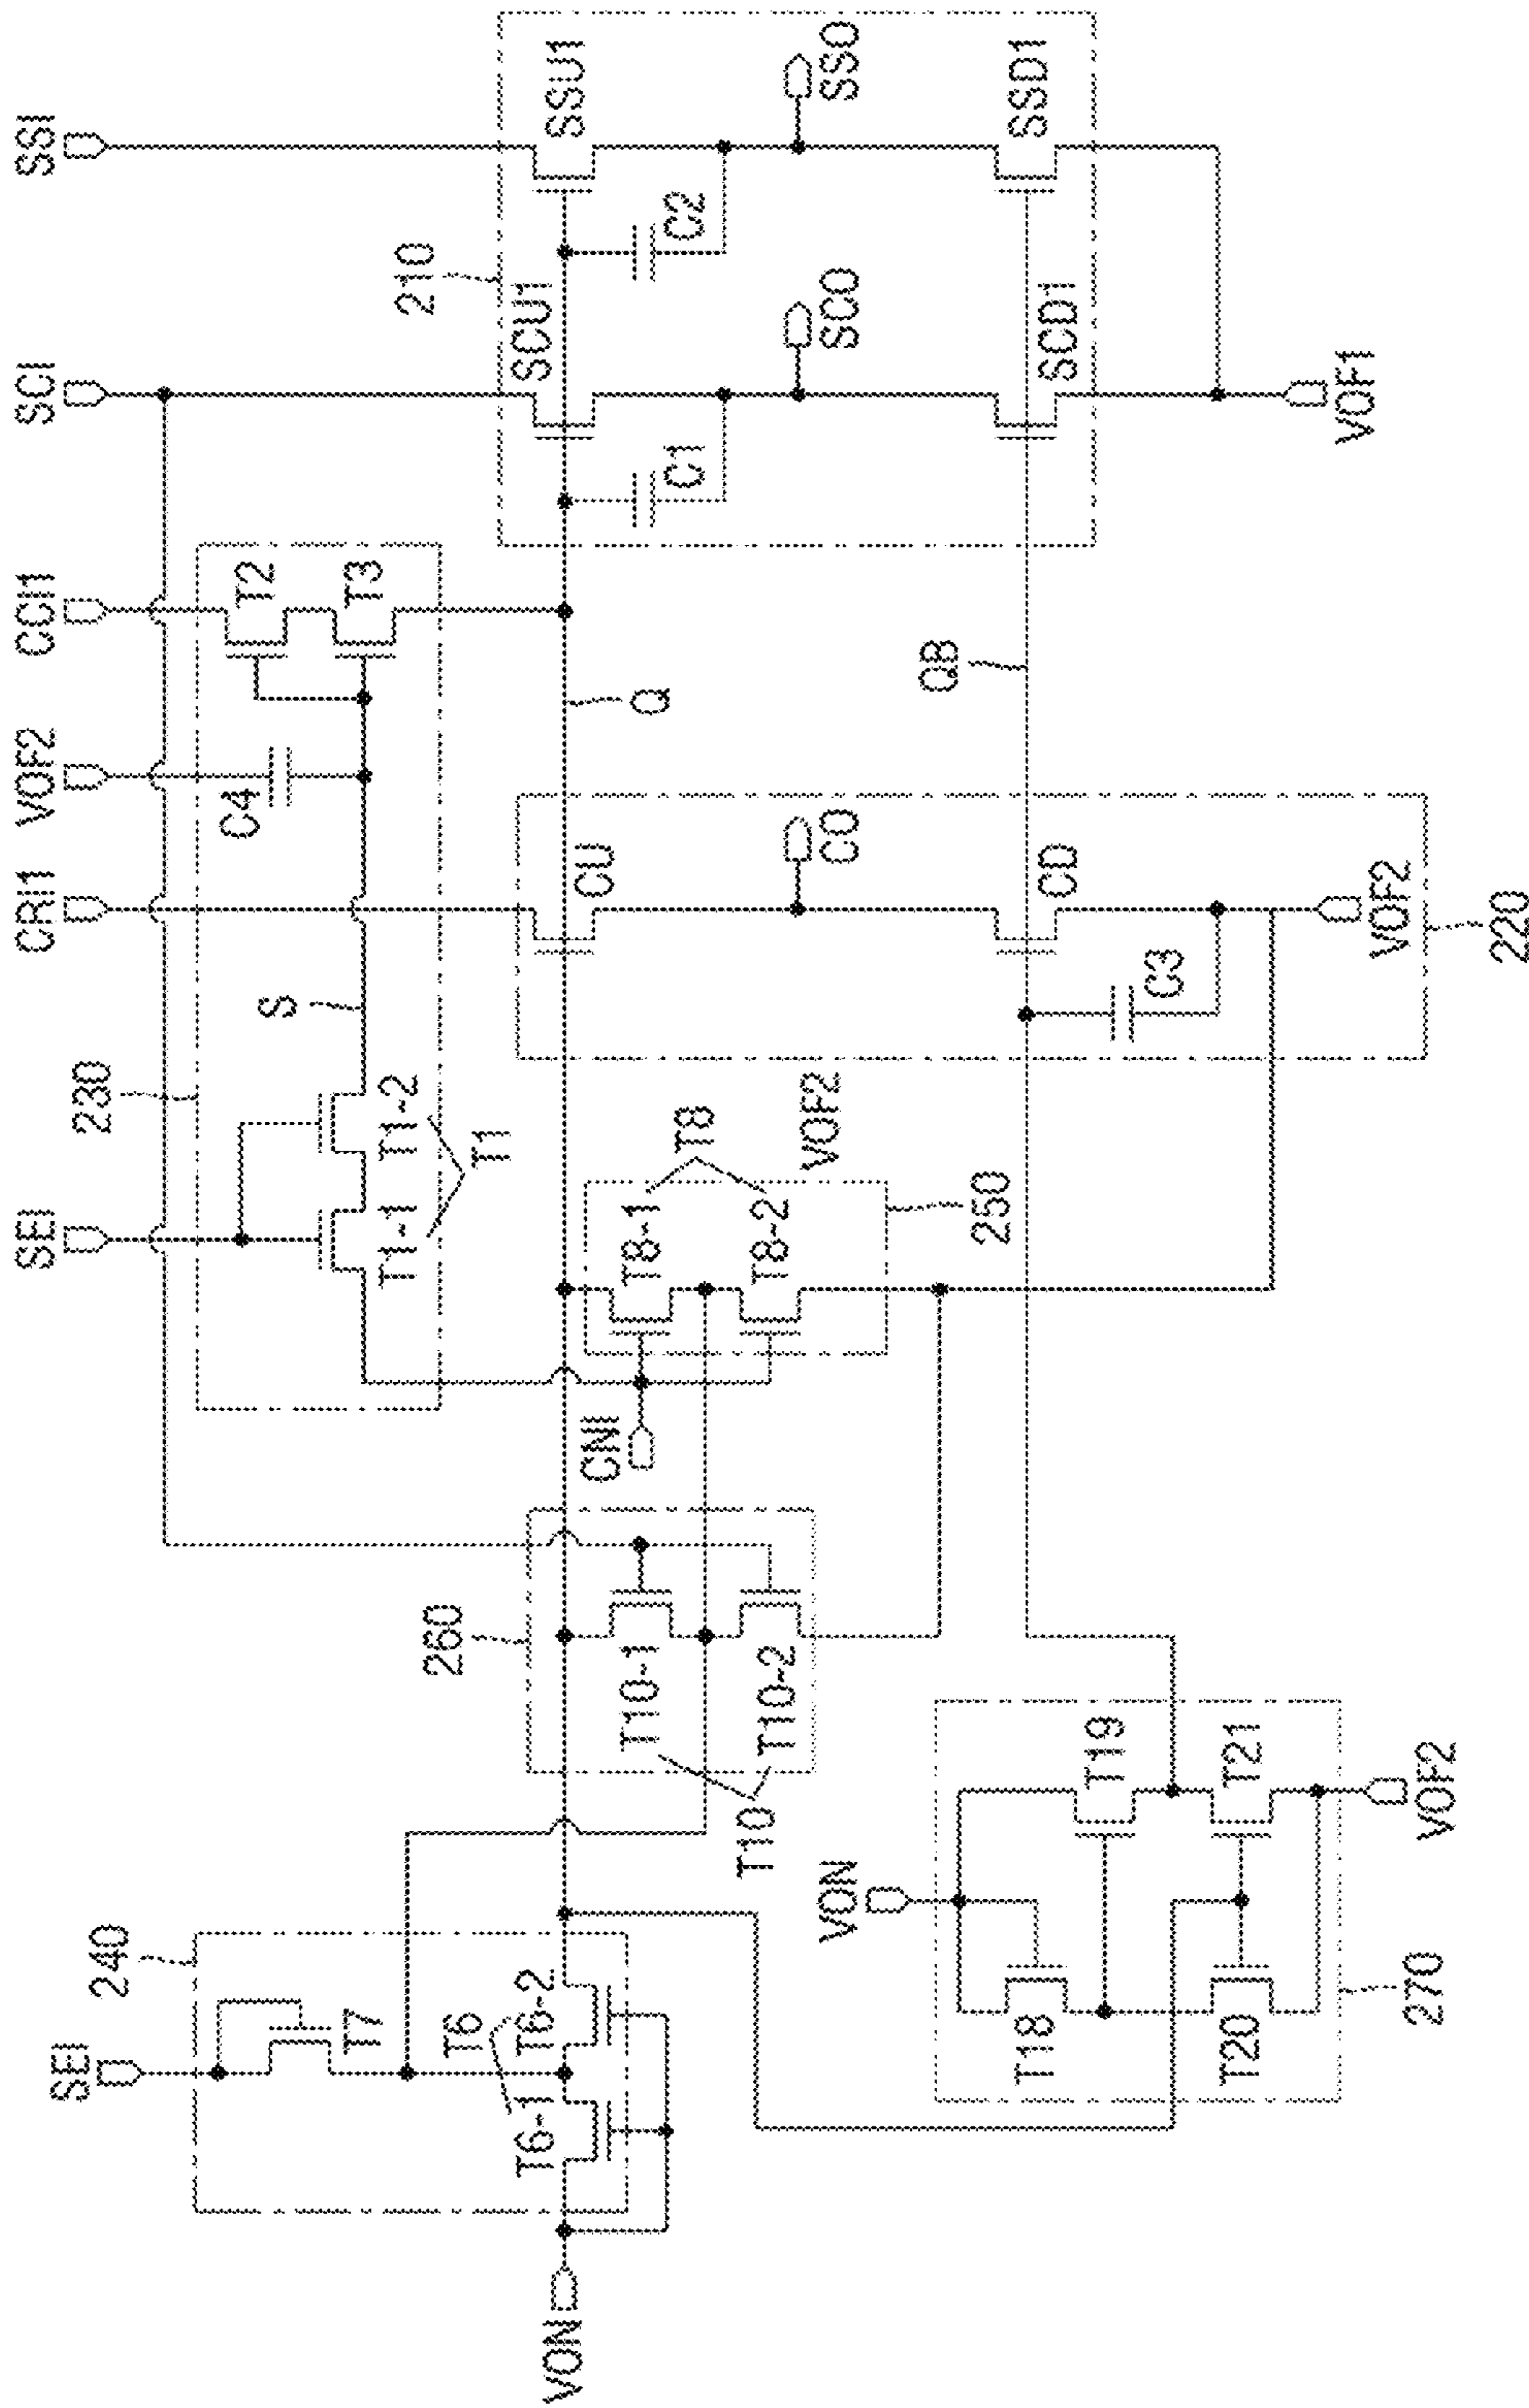 SEI
VOF2
CCI1
SCI
SSI
CRI1
SEI
240
T7
T6
T6-1
T6-2
VON
230
S
T1-1
T1-2
T1
C4
T2
T3
210
SCU1
SSU1
C1
C2
SCO
SSO
SCD1
SSD1
VOF1
Q
QB
CU
CO
CD
C3
VOF2
220
260
T10-1
T10-2
T10
CNI
T8-1
T8-2
T8
VOF2
250
VON
T18
T19
T20
T21
VOF2
270